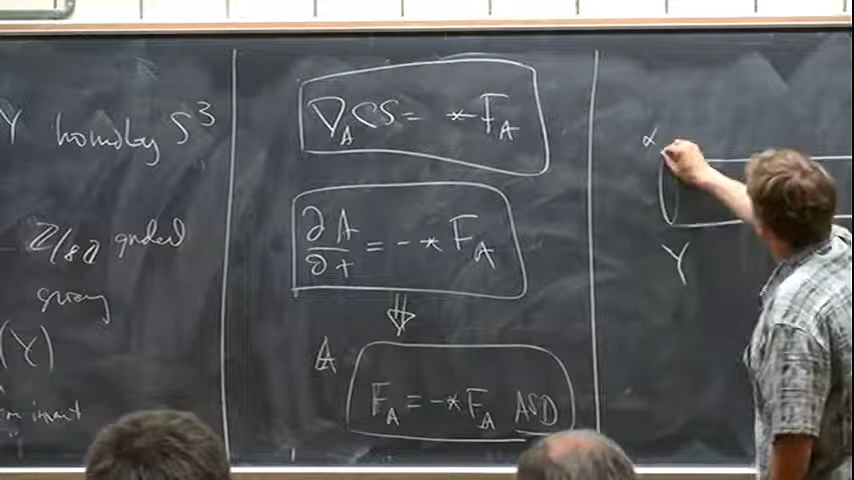 Y homology S³
Z/8Z graded
group
(Y)
∇_A CS = *F_A
∂A/∂t = - * F_A
⇓
𝔸
F_A = -*F_A ASD
α
Y